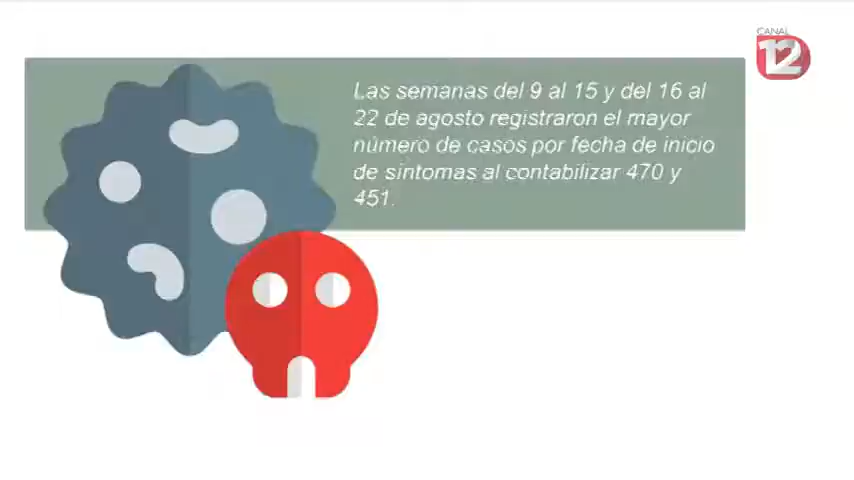 CANAL
12
Las semanas del 9 al 15 y del 16 al
22 de agosto registraron el mayor
número de casos por fecha de inicio
de síntomas al contabilizar 470 y
451.